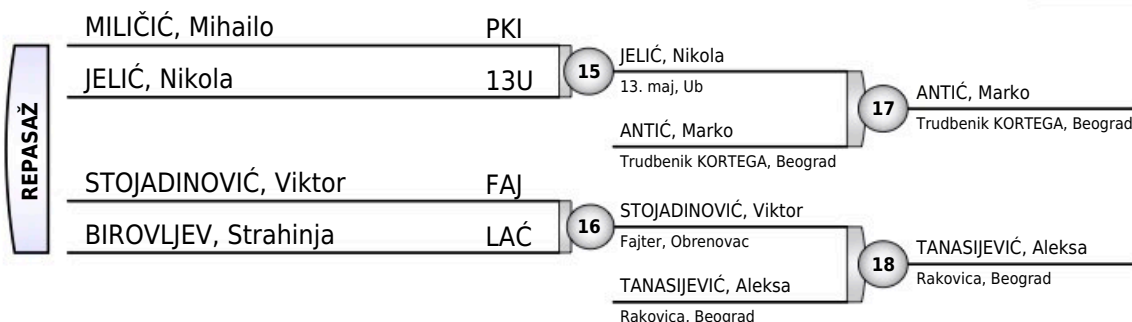 REPASAŽ
MILIČIĆ, Mihailo PKI
JELIĆ, Nikola 13U
15
JELIĆ, Nikola
13. maj, Ub
ANTIĆ, Marko
Trudbenik KORTEGA, Beograd
17
ANTIĆ, Marko
Trudbenik KORTEGA, Beograd
STOJADINOVIĆ, Viktor FAJ
BIROVLJEV, Strahinja LAĆ
16
STOJADINOVIĆ, Viktor
Fajter, Obrenovac
TANASIJEVIĆ, Aleksa
Rakovica, Beograd
18
TANASIJEVIĆ, Aleksa
Rakovica, Beograd